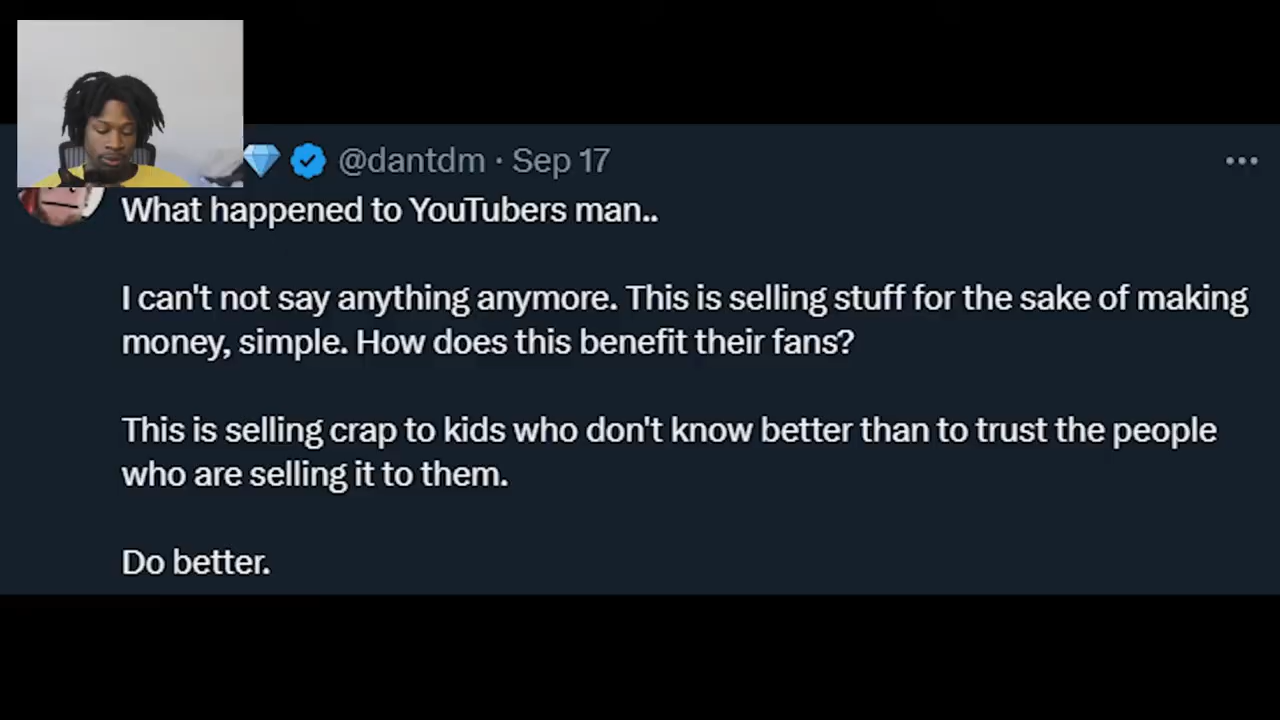 @dantdm · Sep 17
What happened to YouTubers man..
I can't not say anything anymore. This is selling stuff for the sake of making
money, simple. How does this benefit their fans?
This is selling crap to kids who don't know better than to trust the people
who are selling it to them.
Do better.